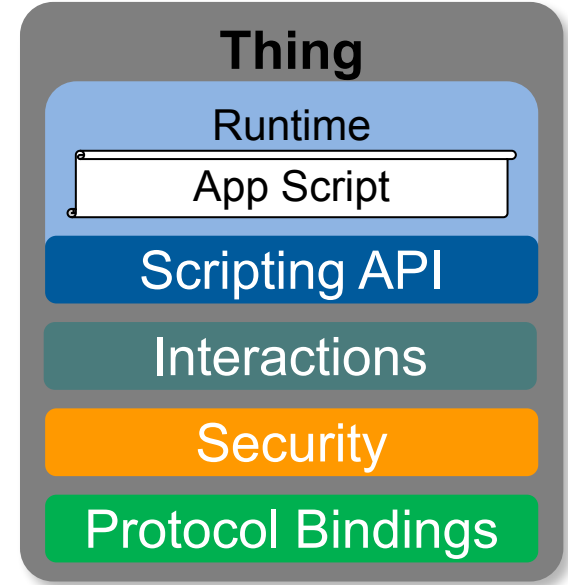 Thing
Runtime
App Script
Scripting API
Interactions
Security
Protocol Bindings